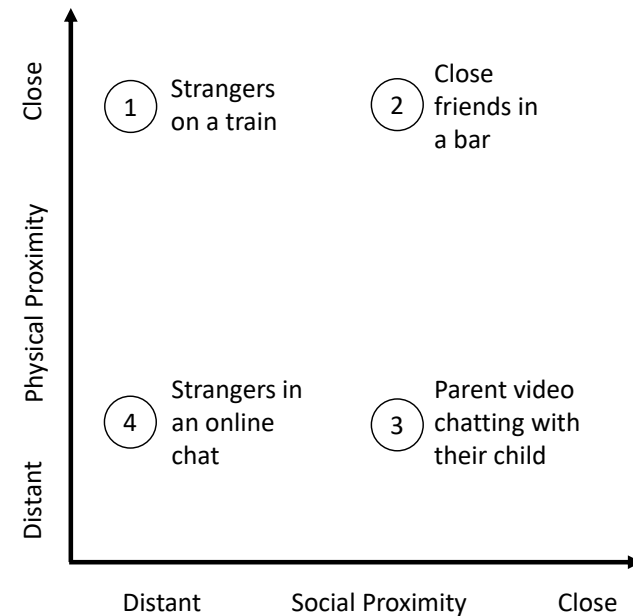 Close
Physical Proximity
Distant
1
Strangers
on a train
2
Close
friends in
a bar
4
Strangers in
an online
chat
3
Parent video
chatting with
their child
Distant
Social Proximity
Close